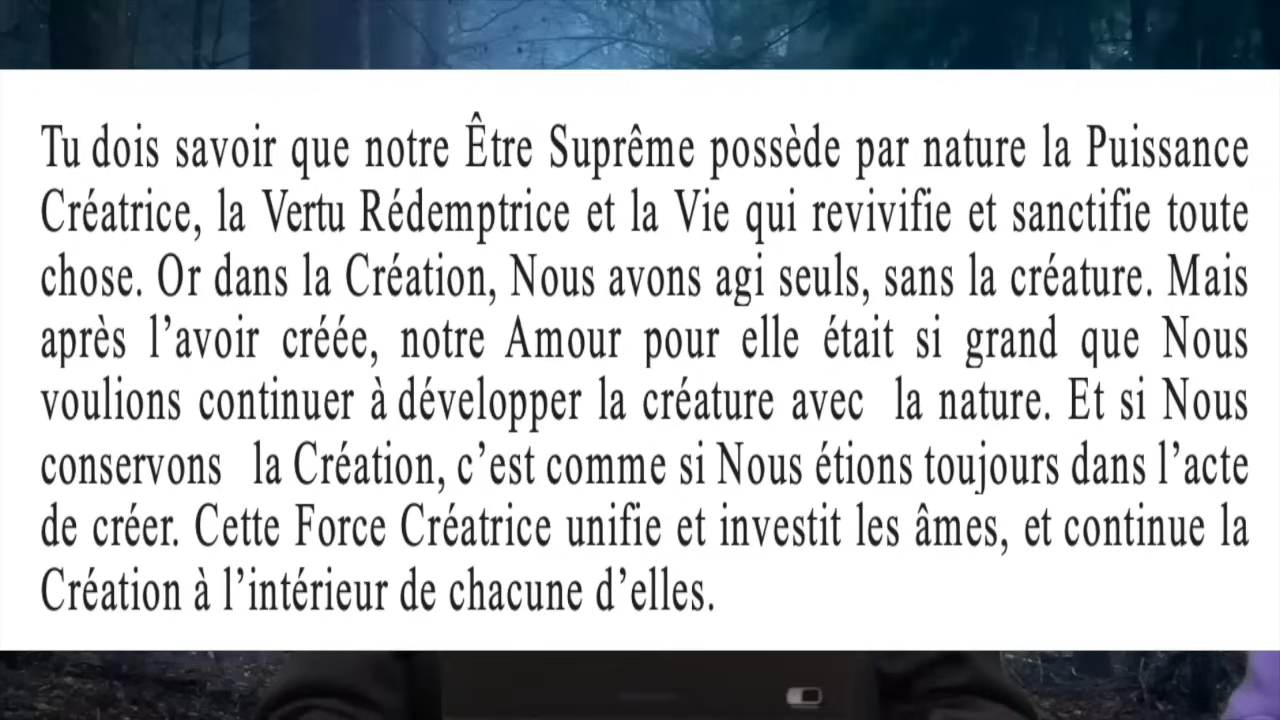 Tu dois savoir que notre Être Suprême possède par nature la Puissance
Créatrice, la Vertu Rédemptrice et la Vie qui revivifie et sanctifie toute
chose. Or dans la Création, Nous avons agi seuls, sans la créature. Mais
après l’avoir créée, notre Amour pour elle était si grand que Nous
voulions continuer à développer la créature avec la nature. Et si Nous
conservons la Création, c’est comme si Nous étions toujours dans l’acte
de créer. Cette Force Créatrice unifie et investit les âmes, et continue la
Création à l’intérieur de chacune d’elles.